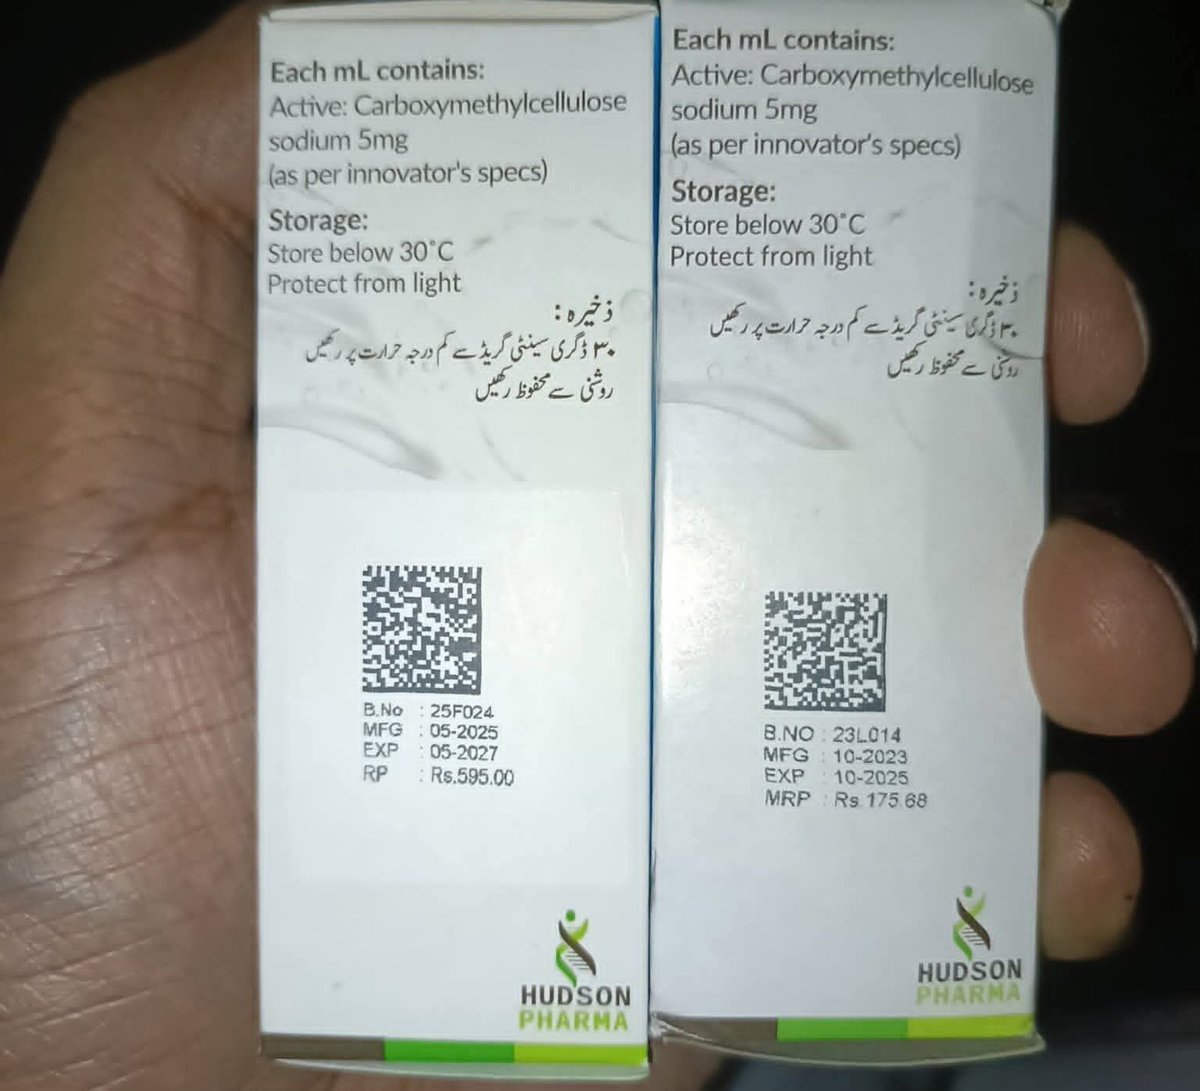 Each mL contains:
Active: Carboxymethylcellulose
sodium 5mg
(as per innovator's specs)
Storage:
Store below 30°C
Protect from light
ذخیرہ:
۳۰ ڈگری سینٹی گریڈ سے کم درجہ حرارت پر رکھیں
روشنی سے محفوظ رکھیں
B.No : 25F024
MFG : 05-2025
EXP : 05-2027
RP : Rs.595.00
HUDSON
PHARMA
Each mL contains:
Active: Carboxymethylcellulose
sodium 5mg
(as per innovator's specs)
Storage:
Store below 30°C
Protect from light
ذخیرہ:
۳۰ ڈگری سینٹی گریڈ سے کم درجہ حرارت پر رکھیں
روشنی سے محفوظ رکھیں
B.NO : 23L014
MFG : 10-2023
EXP : 10-2025
MRP : Rs 175.68
HUDSON
PHARMA